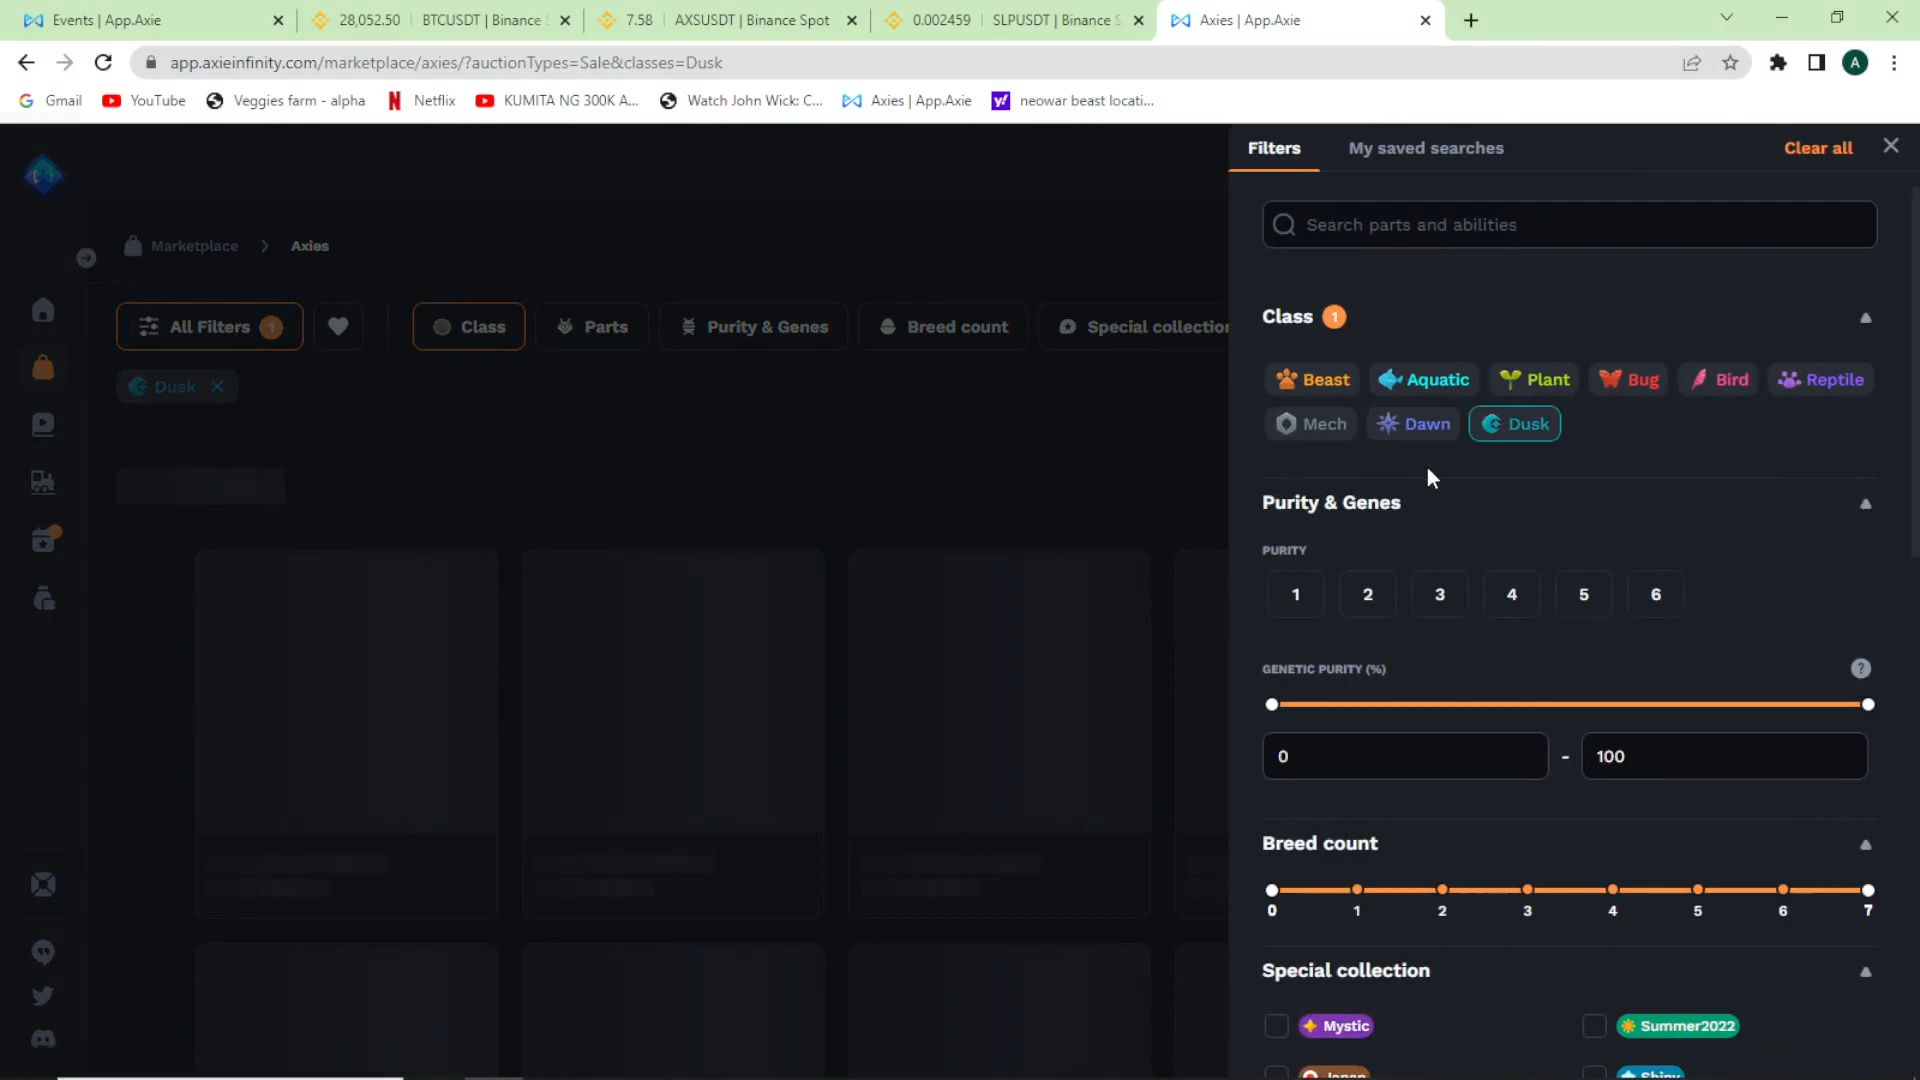 Events | App.Axie
28,052.50 | BTCUSDT | Binance S
7.58 | AXSUSDT | Binance Spot
0.002459 | SLPUSDT | Binance S
Axies | App.Axie
app.axieinfinity.com/marketplace/axies/?auctionTypes=Sale&classes=Dusk
A
Gmail
YouTube
Veggies farm - alpha
Netflix
KUMITA NG 300K A...
Watch John Wick: C...
Axies | App.Axie
neowar beast locati...
Filters
My saved searches
Clear all
Search parts and abilities
Marketplace > Axies
All Filters 1
Class
Parts
Purity & Genes
Breed count
Special collection
Dusk
Class 1
Beast
Aquatic
Plant
Bug
Bird
Reptile
Mech
Dawn
Dusk
Purity & Genes
PURITY
1 2 3 4 5 6
GENETIC PURITY (%)
?
0 - 100
Breed count
0 1 2 3 4 5 6 7
Special collection
Mystic
Summer2022
Japan
Shiny